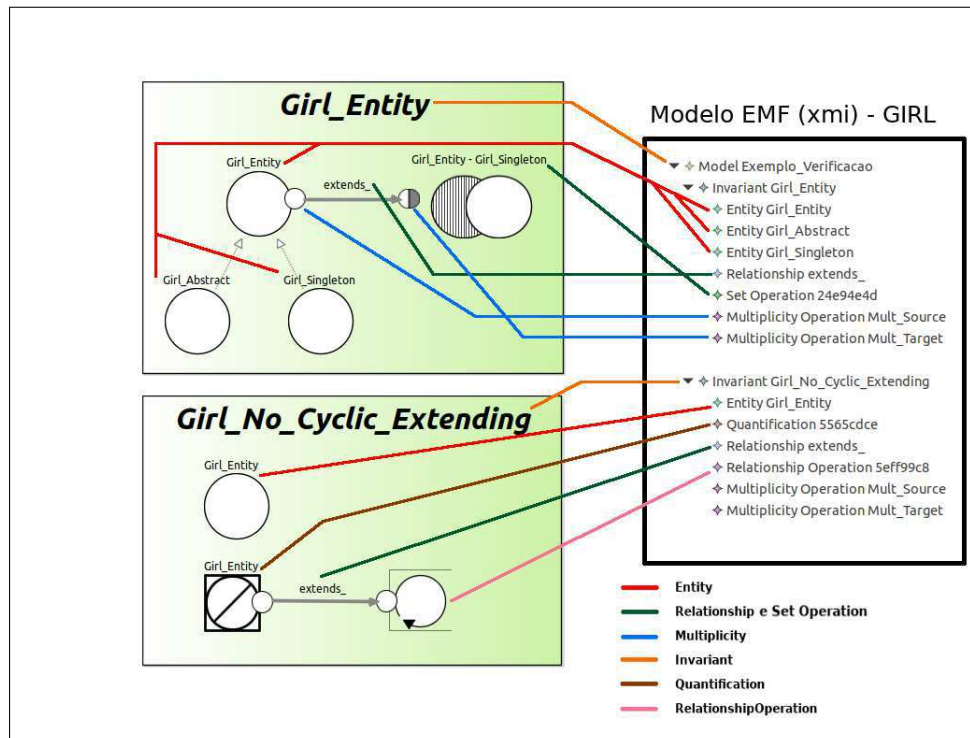 Girl_Entity
Girl_Entity
Girl_Entity - Girl_Singleton
extends_
Girl_Abstract
Girl_Singleton
Girl_No_Cyclic_Extending
Girl_Entity
Girl_Entity
extends_
Modelo EMF (xmi) - GIRL
Model Exemplo_Verificacao
Invariant Girl_Entity
Entity Girl_Entity
Entity Girl_Abstract
Entity Girl_Singleton
Relationship extends_
Set Operation 24e94e4d
Multiplicity Operation Mult_Source
Multiplicity Operation Mult_Target
Invariant Girl_No_Cyclic_Extending
Entity Girl_Entity
Quantification 5565cdce
Relationship extends_
Relationship Operation 5eff99c8
Multiplicity Operation Mult_Source
Multiplicity Operation Mult_Target
Entity
Relationship e Set Operation
Multiplicity
Invariant
Quantification
RelationshipOperation